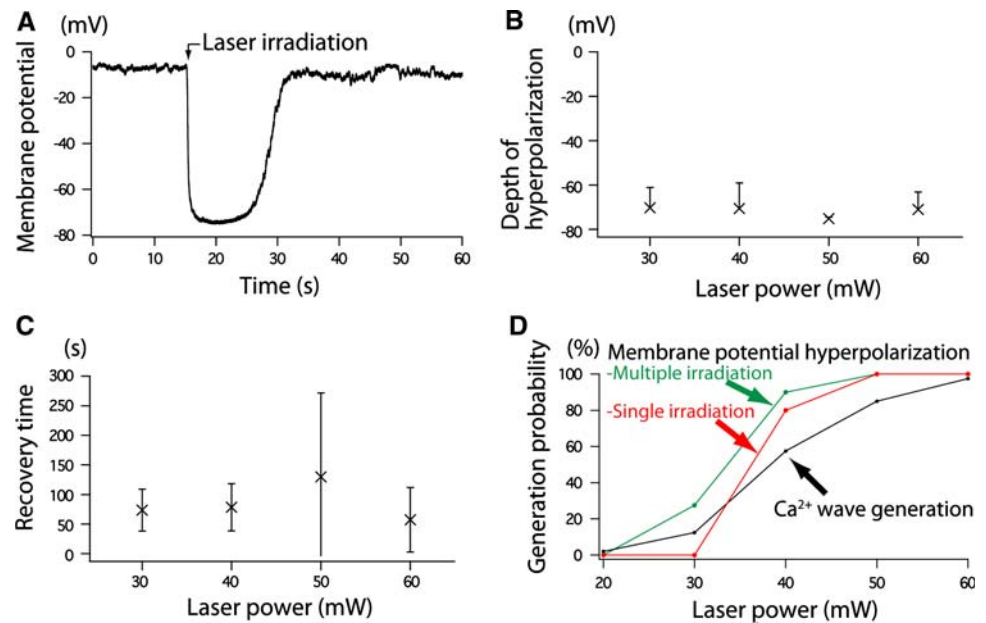 A
(mV)
Membrane potential
Laser irradiation
0
-20
-40
-60
-80
0 10 20 30 40 50 60
Time (s)
B
(mV)
Depth of
hyperpolarization
0
-20
-40
-60
-80
30 40 50 60
Laser power (mW)
C
(s)
Recovery time
300
250
200
150
100
50
0
30 40 50 60
Laser power (mW)
D
(%)
Generation probability
Membrane potential hyperpolarization
-Multiple irradiation
-Single irradiation
Ca²⁺ wave generation
100
80
60
40
20
0
20 30 40 50 60
Laser power (mW)